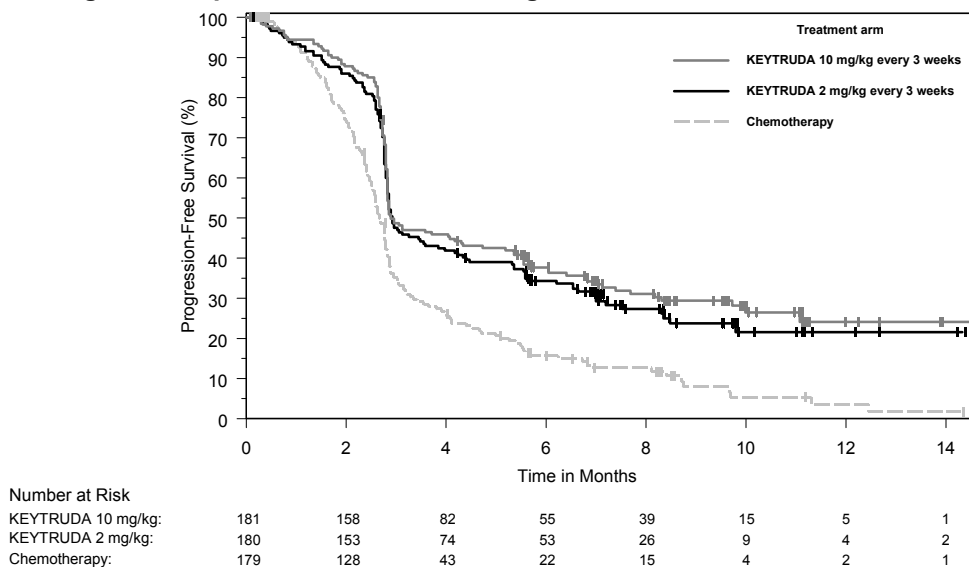 Treatment arm
KEYTRUDA 10 mg/kg every 3 weeks
KEYTRUDA 2 mg/kg every 3 weeks
Chemotherapy
Progression-Free Survival (%)
100
90
80
70
60
50
40
30
20
10
0
0 2 4 6 8 10 12 14
Time in Months
Number at Risk
KEYTRUDA 10 mg/kg: 181 158 82 55 39 15 5 1
KEYTRUDA 2 mg/kg: 180 153 74 53 26 9 4 2
Chemotherapy: 179 128 43 22 15 4 2 1